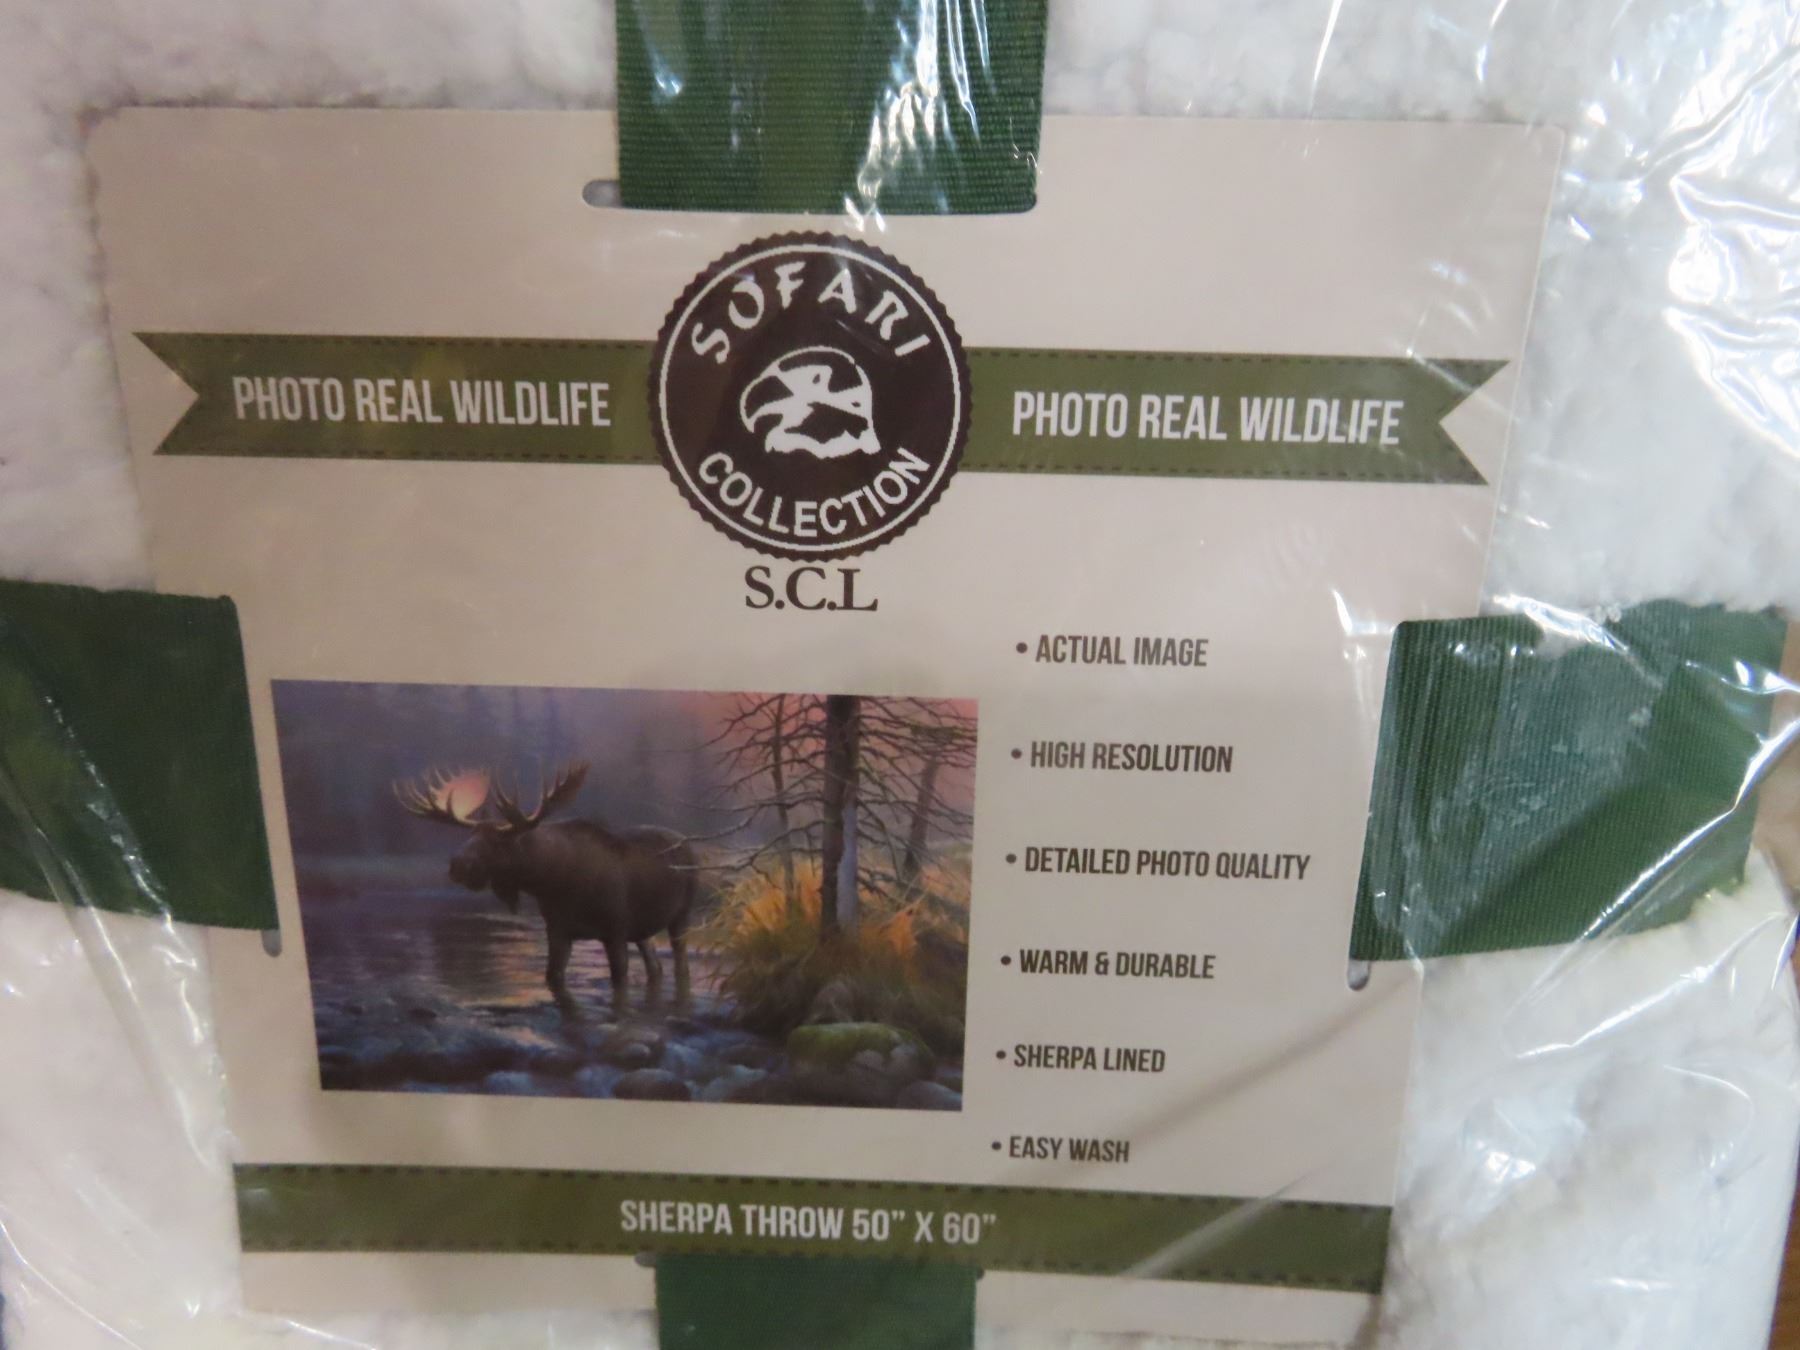 SOFARI
PHOTO REAL WILDLIFE
PHOTO REAL WILDLIFE
COLLECTION
S.C.L
• ACTUAL IMAGE
• HIGH RESOLUTION
• DETAILED PHOTO QUALITY
• WARM & DURABLE
• SHERPA LINED
• EASY WASH
SHERPA THROW 50” X 60”